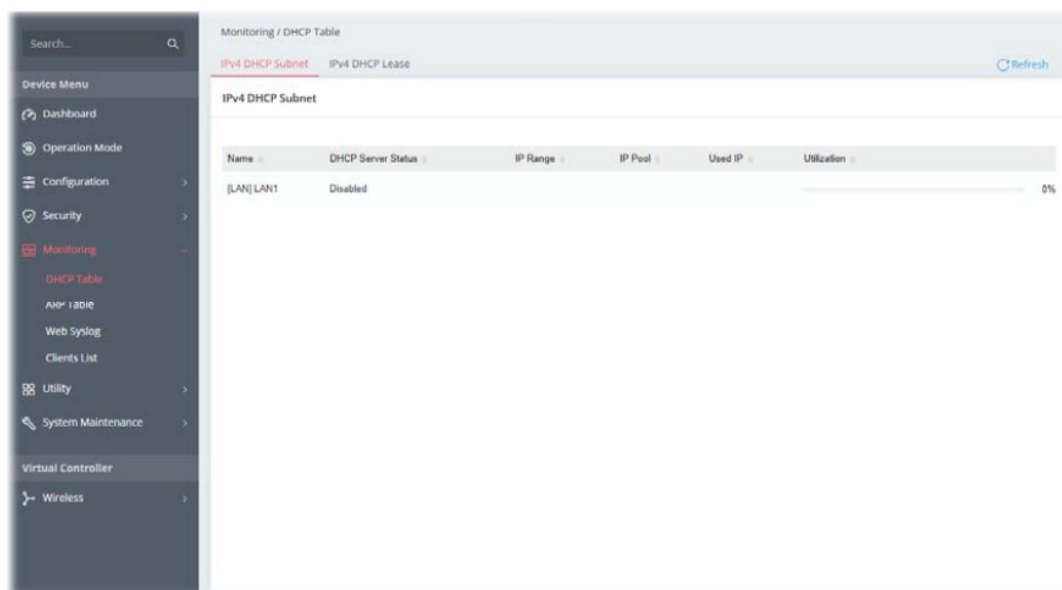 Search...
Device Menu
Dashboard
Operation Mode
Configuration
Security
Monitoring
DHCP Table
ARP Table
Web Syslog
Clients List
Utility
System Maintenance
Virtual Controller
Wireless
Monitoring / DHCP Table
IPv4 DHCP Subnet IPv4 DHCP Lease Refresh
IPv4 DHCP Subnet
Name DHCP Server Status IP Range IP Pool Used IP Utilization
[LAN] LAN1 Disabled 0%